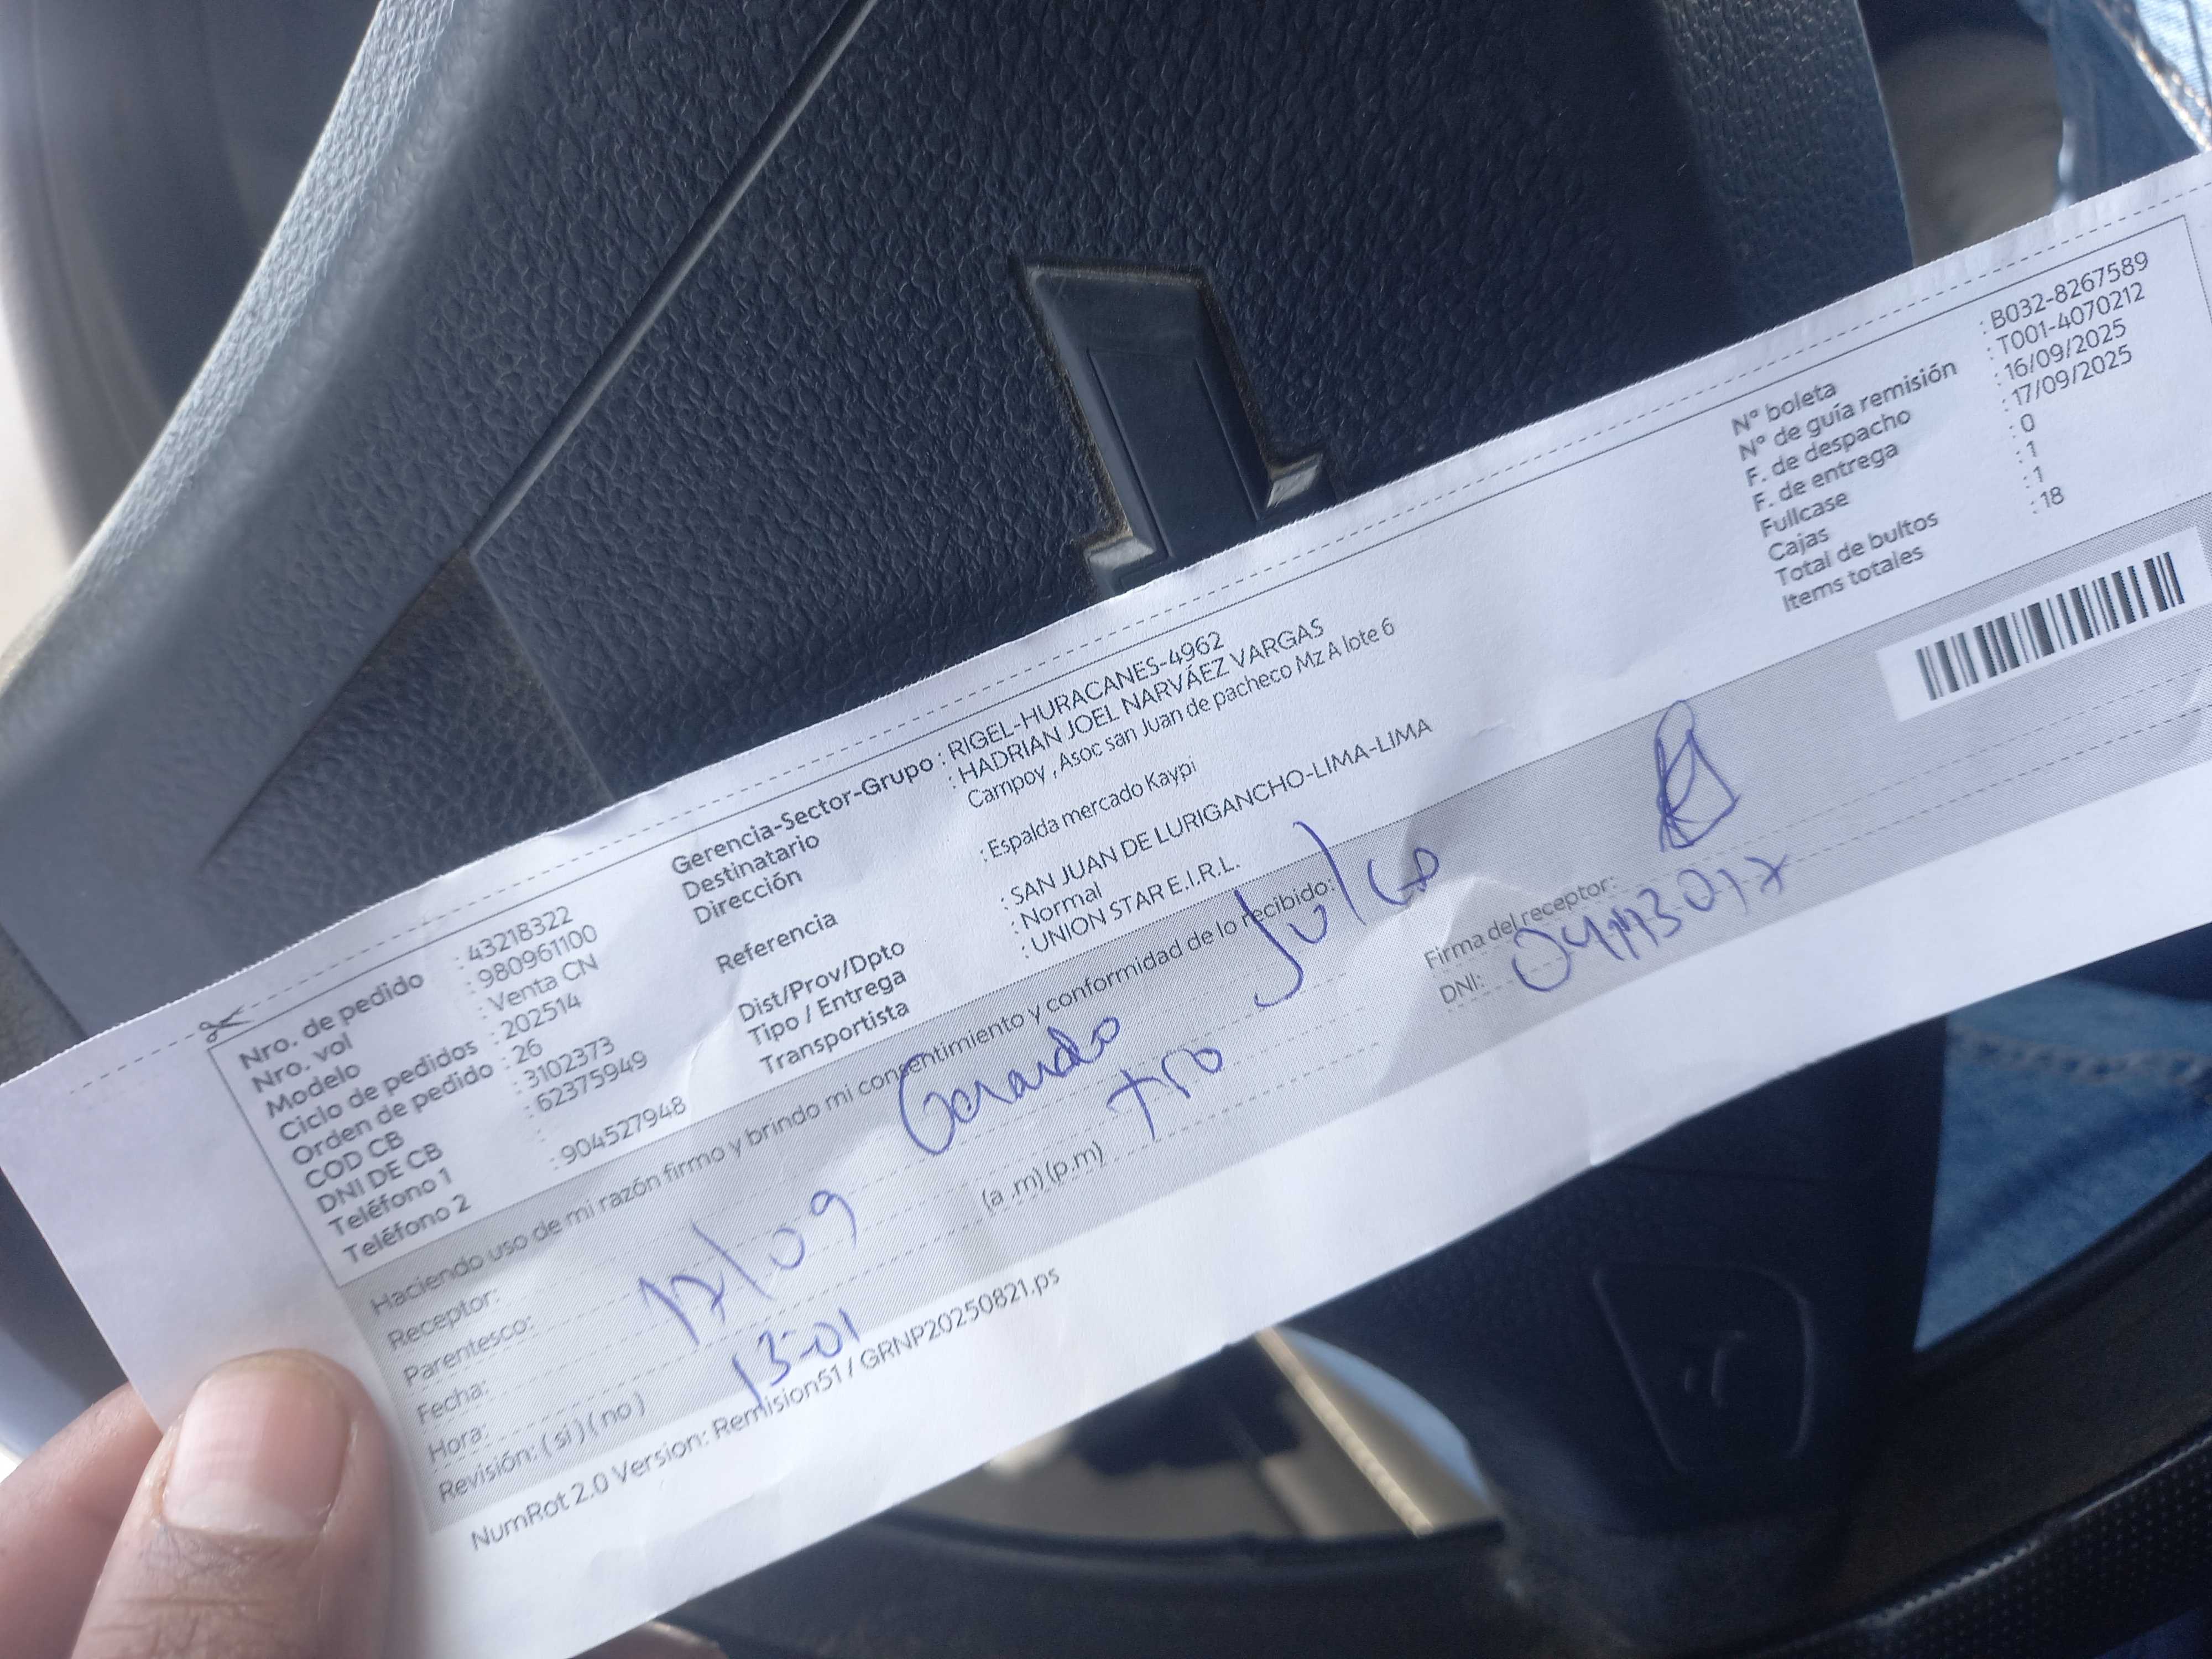 Nro. de pedido : 43218322
Nro. vol : 980961100
Modelo : Venta CN
Ciclo de pedidos : 202514
Orden de pedido : 26
COD CB : 3102373
DNI DE CB : 62375949
Teléfono 1 :
Teléfono 2 : 904527948
Gerencia-Sector-Grupo : RIGEL-HURACANES-4962
Destinatario : HADRIAN JOEL NARVÁEZ VARGAS
Dirección Campoy , Asoc san Juan de pacheco Mz A lote 6
Referencia : Espalda mercado Kaypi
Dist/Prov/Dpto : SAN JUAN DE LURIGANCHO-LIMA-LIMA
Tipo / Entrega : Normal
Transportista : UNION STAR E.I.R.L.
N° boleta : B032-8267589
N° de guía remisión : T001-4070212
F. de despacho : 16/09/2025
F. de entrega : 17/09/2025
Fullcase : 0
Cajas : 1
Total de bultos : 1
Items totales : 18
Haciendo uso de mi razón firmo y brindo mi consentimiento y conformidad de lo recibido:
Receptor: Gerardo Julco
Parentesco: tio
Fecha: 17/09
Hora: 13:01 (a .m) (p.m)
Revisión: ( si ) ( no )
Firma del receptor:
DNI:
NumRot 2.0 Version: Remision51 / GRNP20250821.ps